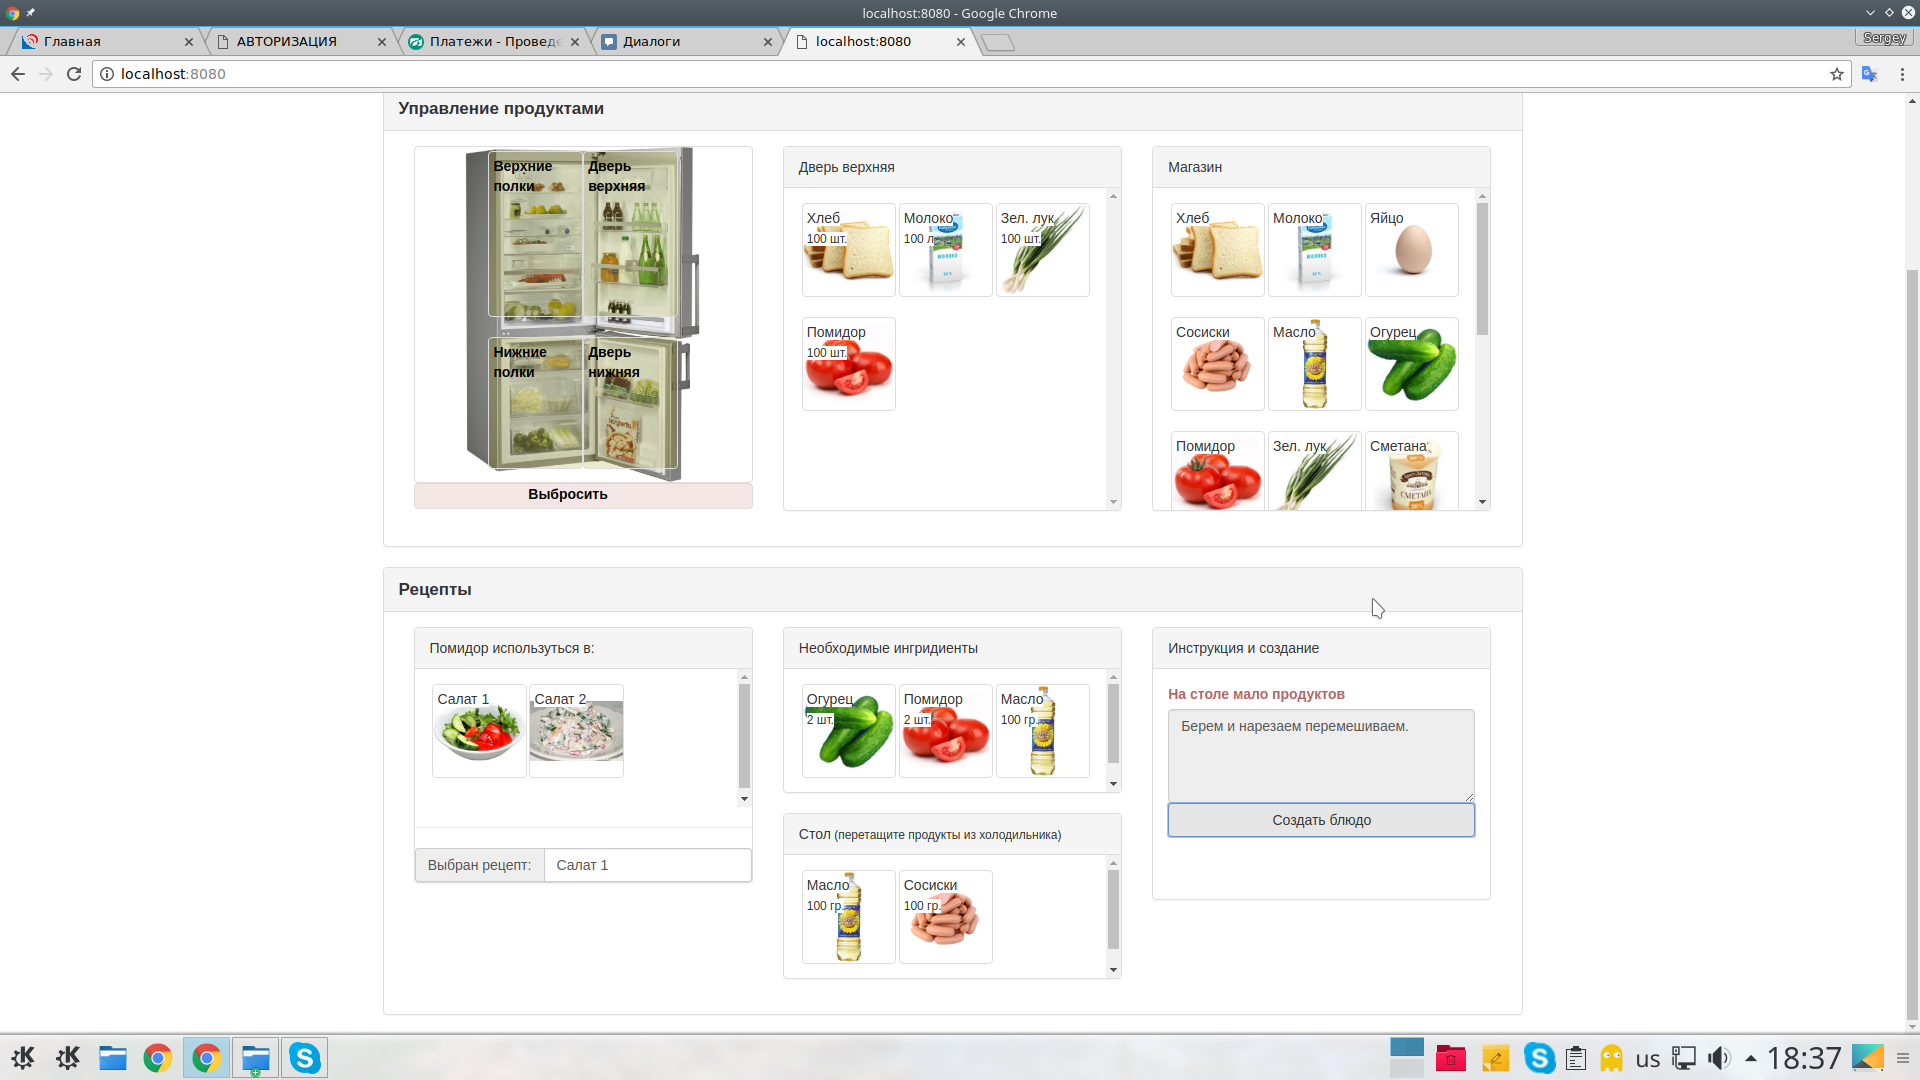 localhost:8080 - Google Chrome
Главная
АВТОРИЗАЦИЯ
Платежи - Проведе
Диалоги
localhost:8080
Sergey
localhost:8080
Управление продуктами
Верхние полки
Дверь верхняя
Нижние полки
Дверь нижняя
Выбросить
Дверь верхняя
Хлеб
100 шт.
Молоко
100 л.
Зел. лук
100 шт.
Помидор
100 шт.
Магазин
Хлеб
Молоко
Яйцо
Сосиски
Масло
Огурец
Помидор
Зел. лук
Сметана
СМЕТАНА
Рецепты
Помидор используться в:
Салат 1
Салат 2
Выбран рецепт:
Салат 1
Необходимые ингридиенты
Огурец
2 шт.
Помидор
2 шт.
Масло
100 гр.
Стол (перетащите продукты из холодильника)
Масло
100 гр.
Сосиски
100 гр.
Инструкция и создание
На столе мало продуктов
Берем и нарезаем перемешиваем.
Создать блюдо
us
18:37